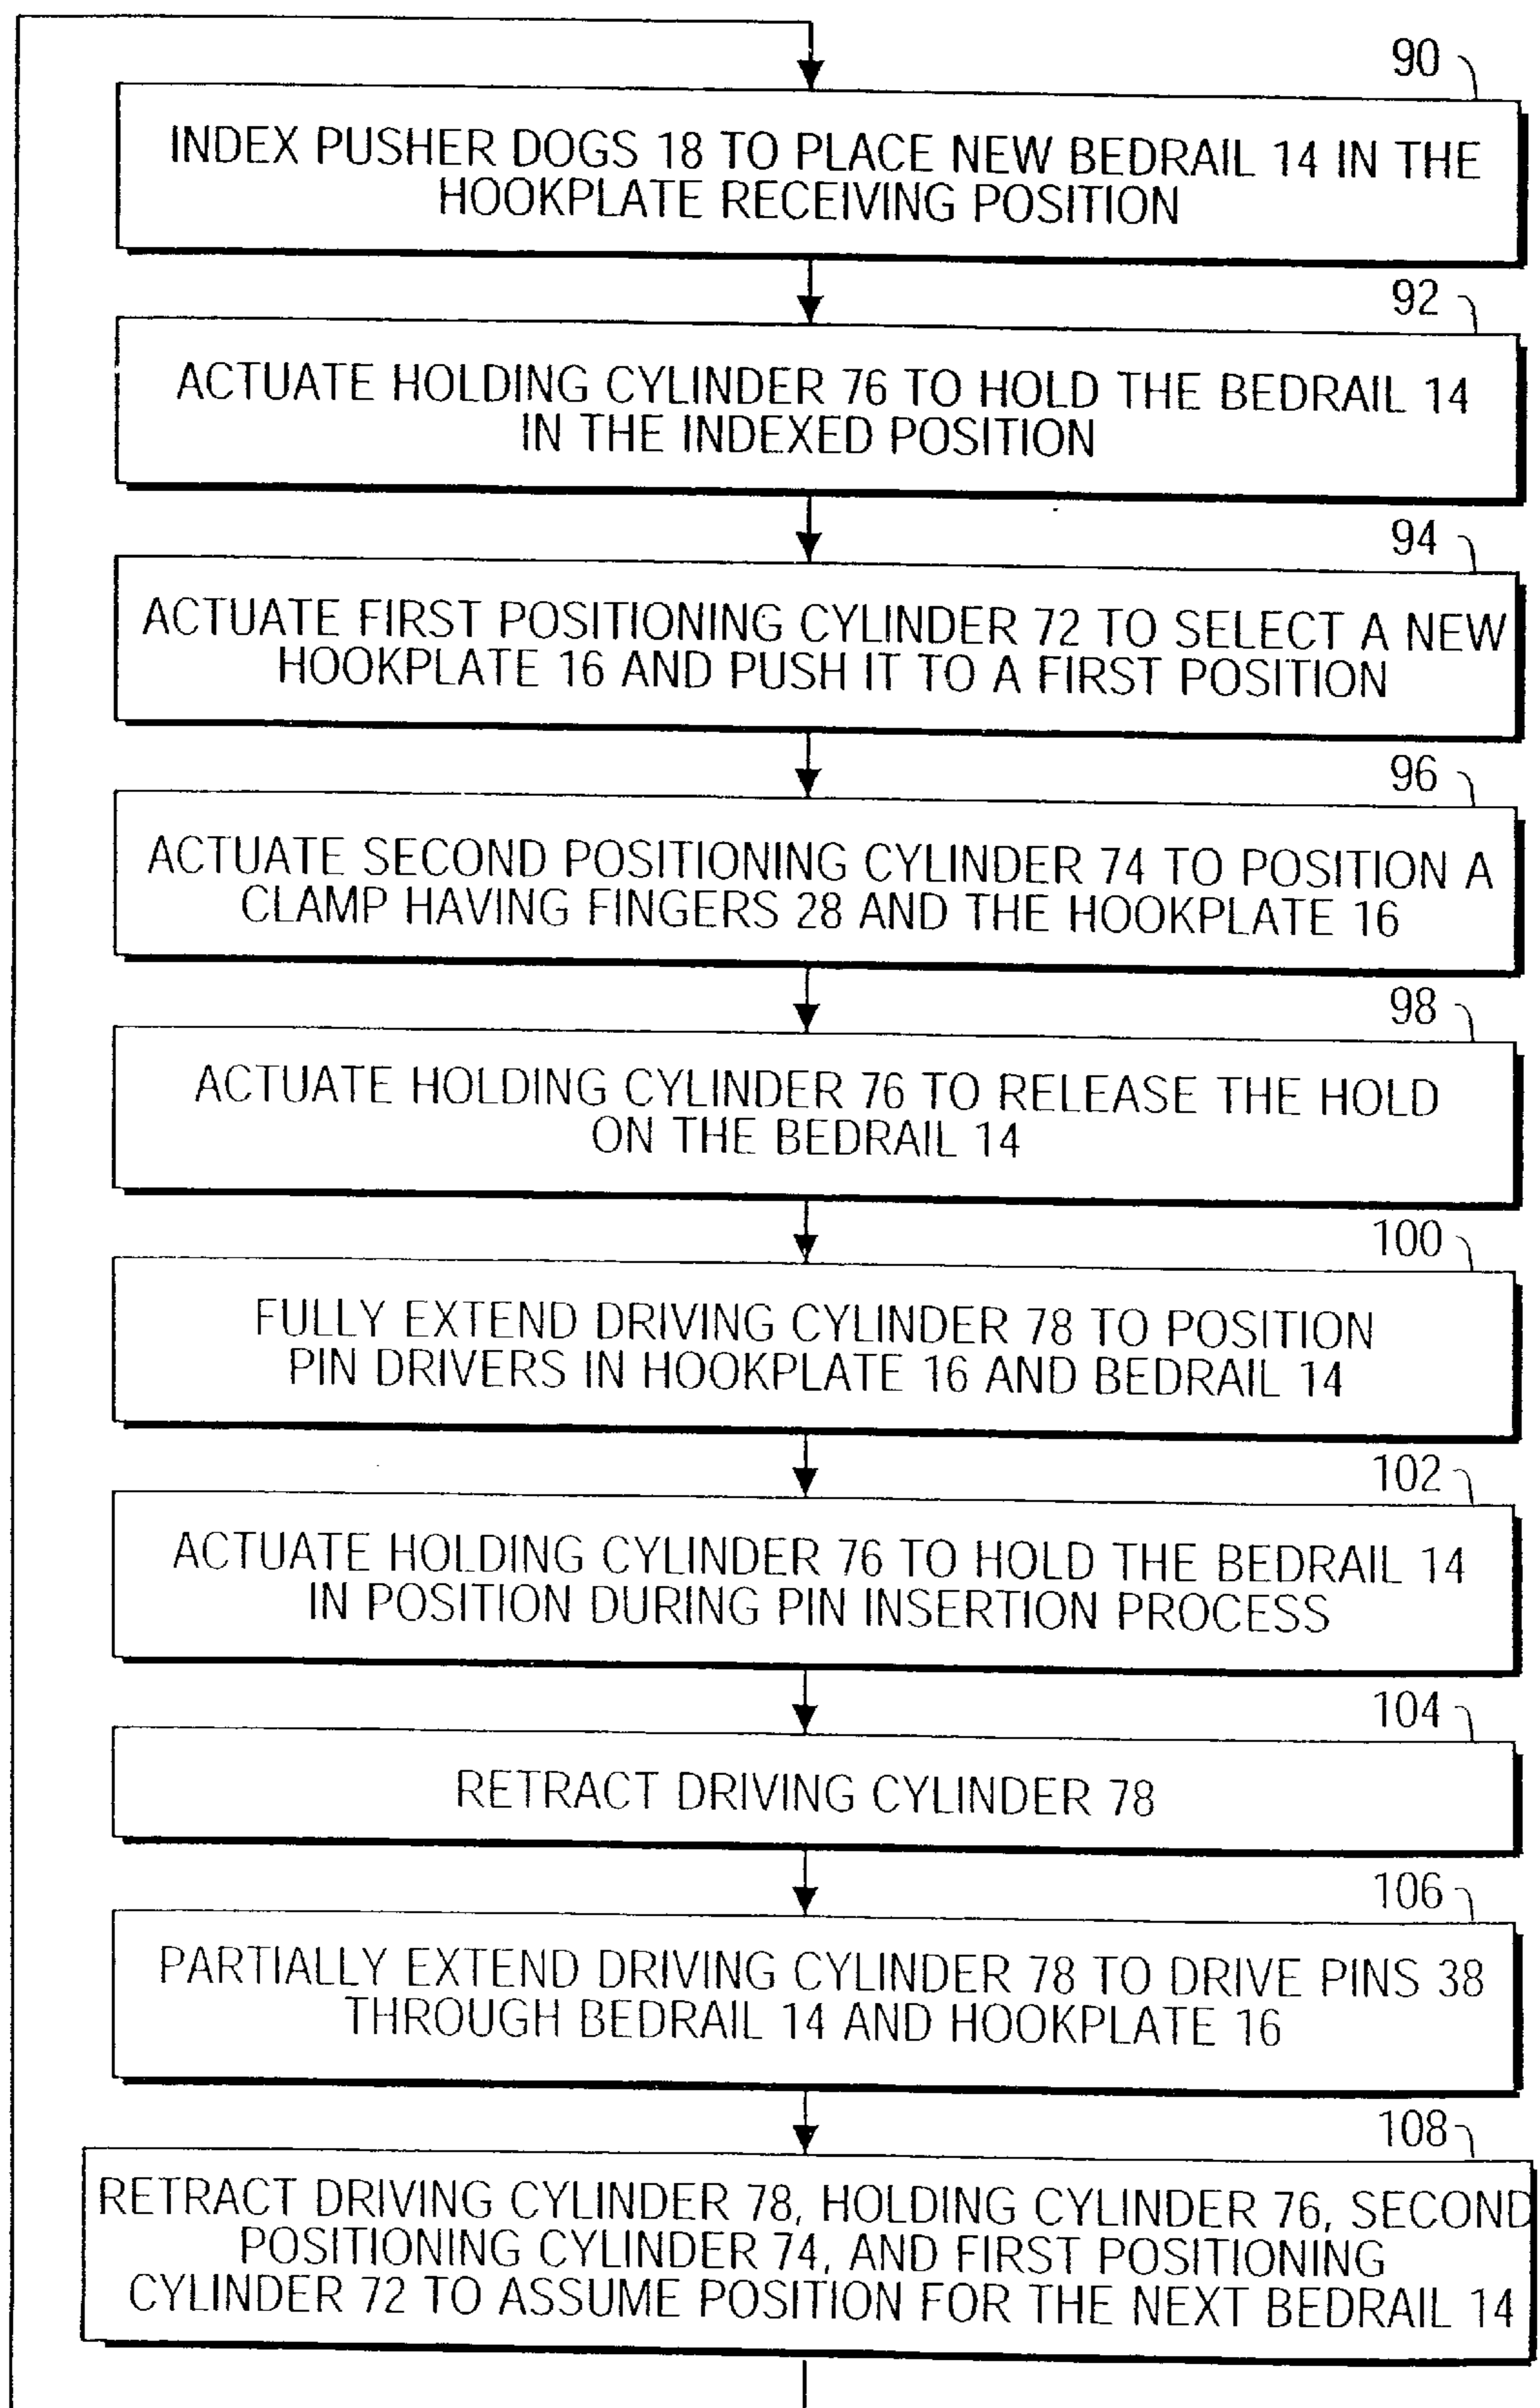 90
INDEX PUSHER DOGS 18 TO PLACE NEW BEDRAIL 14 IN THE
HOOKPLATE RECEIVING POSITION
92
ACTUATE HOLDING CYLINDER 76 TO HOLD THE BEDRAIL 14
IN THE INDEXED POSITION
94
ACTUATE FIRST POSITIONING CYLINDER 72 TO SELECT A NEW
HOOKPLATE 16 AND PUSH IT TO A FIRST POSITION
96
ACTUATE SECOND POSITIONING CYLINDER 74 TO POSITION A
CLAMP HAVING FINGERS 28 AND THE HOOKPLATE 16
98
ACTUATE HOLDING CYLINDER 76 TO RELEASE THE HOLD
ON THE BEDRAIL 14
100
FULLY EXTEND DRIVING CYLINDER 78 TO POSITION
PIN DRIVERS IN HOOKPLATE 16 AND BEDRAIL 14
102
ACTUATE HOLDING CYLINDER 76 TO HOLD THE BEDRAIL 14
IN POSITION DURING PIN INSERTION PROCESS
104
RETRACT DRIVING CYLINDER 78
106
PARTIALLY EXTEND DRIVING CYLINDER 78 TO DRIVE PINS 38
THROUGH BEDRAIL 14 AND HOOKPLATE 16
108
RETRACT DRIVING CYLINDER 78, HOLDING CYLINDER 76, SECOND
POSITIONING CYLINDER 74, AND FIRST POSITIONING
CYLINDER 72 TO ASSUME POSITION FOR THE NEXT BEDRAIL 14